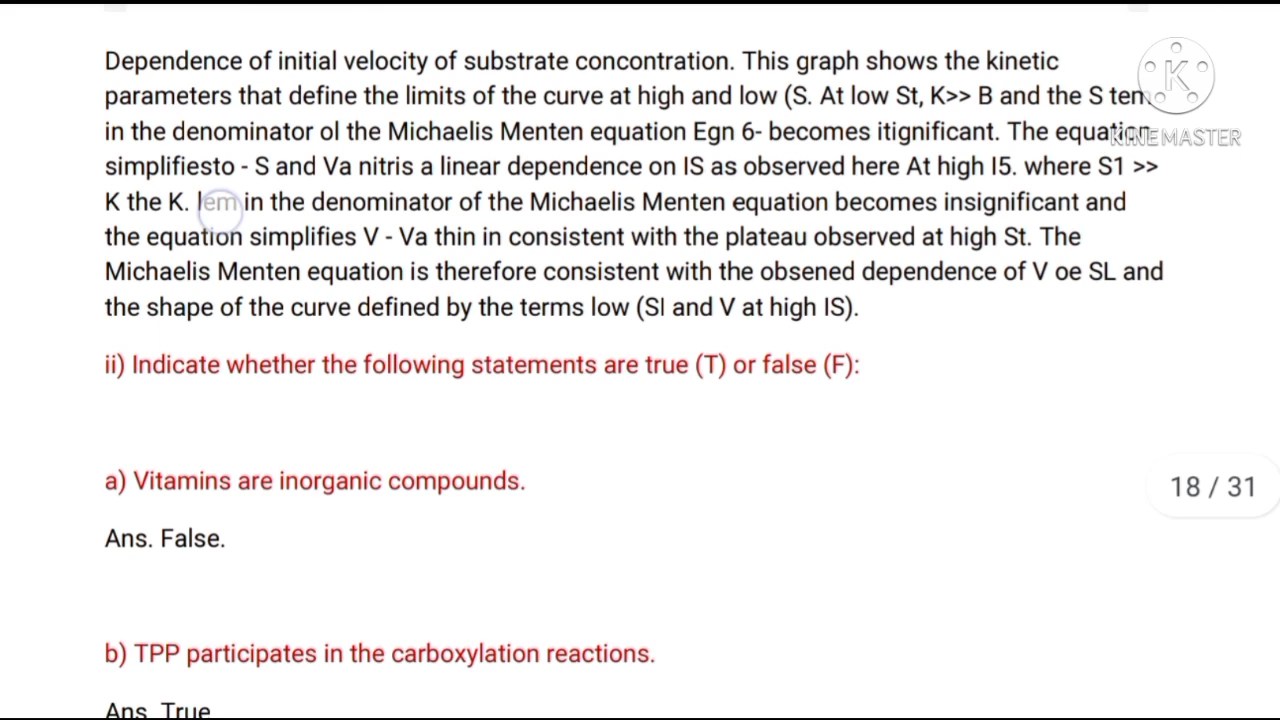 Dependence of initial velocity of substrate concontration. This graph shows the kinetic
parameters that define the limits of the curve at high and low (S. At low St, K>> B and the S tem
in the denominator ol the Michaelis Menten equation Egn 6- becomes itignificant. The equation
simplifiesto - S and Va nitris a linear dependence on IS as observed here At high I5. where S1 >>
K the K. lem in the denominator of the Michaelis Menten equation becomes insignificant and
the equation simplifies V - Va thin in consistent with the plateau observed at high St. The
Michaelis Menten equation is therefore consistent with the obsened dependence of V oe SL and
the shape of the curve defined by the terms low (SI and V at high IS).
K
KINEMASTER
ii) Indicate whether the following statements are true (T) or false (F):
a) Vitamins are inorganic compounds.
18 / 31
Ans. False.
b) TPP participates in the carboxylation reactions.
Ans. True